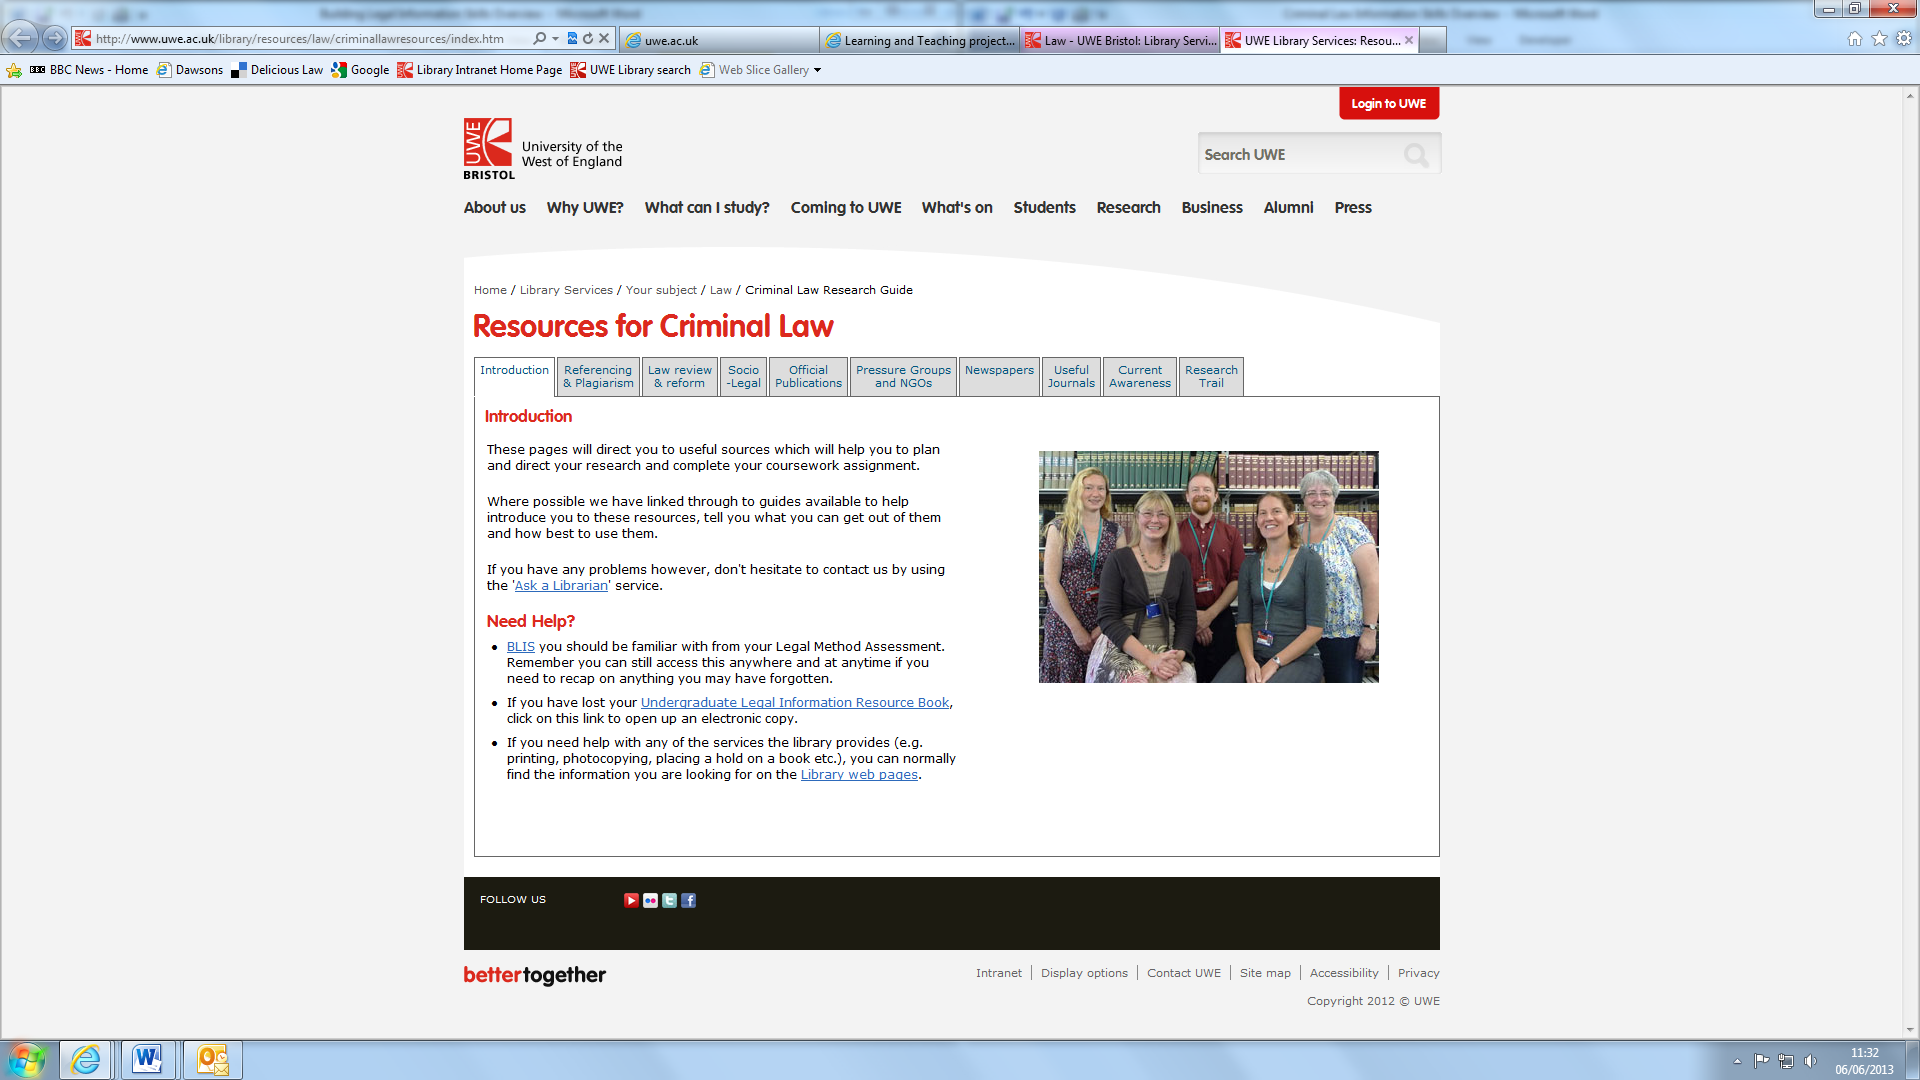 Building Legal Information Skills Overview - Microsoft Word
Criminal Law Information Skills Overview - Microsoft Word
http://www.uwe.ac.uk/library/resources/law/criminallawresources/index.htm
uwe.ac.uk
Learning and Teaching project...
Law - UWE Bristol: Library Servi...
UWE Library Services: Resou...
BBC News - Home
Dawsons
Delicious Law
Google
Library Intranet Home Page
UWE Library search
Web Slice Gallery
Login to UWE
UWE
BRISTOL
University of the
West of England
Search UWE
About us Why UWE? What can I study? Coming to UWE What's on Students Research Business Alumni Press
Home / Library Services / Your subject / Law / Criminal Law Research Guide
Resources for Criminal Law
Introduction
Referencing
& Plagiarism
Law review
& reform
Socio
-Legal
Official
Publications
Pressure Groups
and NGOs
Newspapers
Useful
Journals
Current
Awareness
Research
Trail
Introduction
These pages will direct you to useful sources which will help you to plan
and direct your research and complete your coursework assignment.
Where possible we have linked through to guides available to help
introduce you to these resources, tell you what you can get out of them
and how best to use them.
If you have any problems however, don't hesitate to contact us by using
the 'Ask a Librarian' service.
Need Help?
• BLIS you should be familiar with from your Legal Method Assessment.
Remember you can still access this anywhere and at anytime if you
need to recap on anything you may have forgotten.
• If you have lost your Undergraduate Legal Information Resource Book,
click on this link to open up an electronic copy.
• If you need help with any of the services the library provides (e.g.
printing, photocopying, placing a hold on a book etc.), you can normally
find the information you are looking for on the Library web pages.
FOLLOW US
bettertogether
Intranet | Display options | Contact UWE | Site map | Accessibility | Privacy
Copyright 2012 © UWE
11:32
06/06/2013